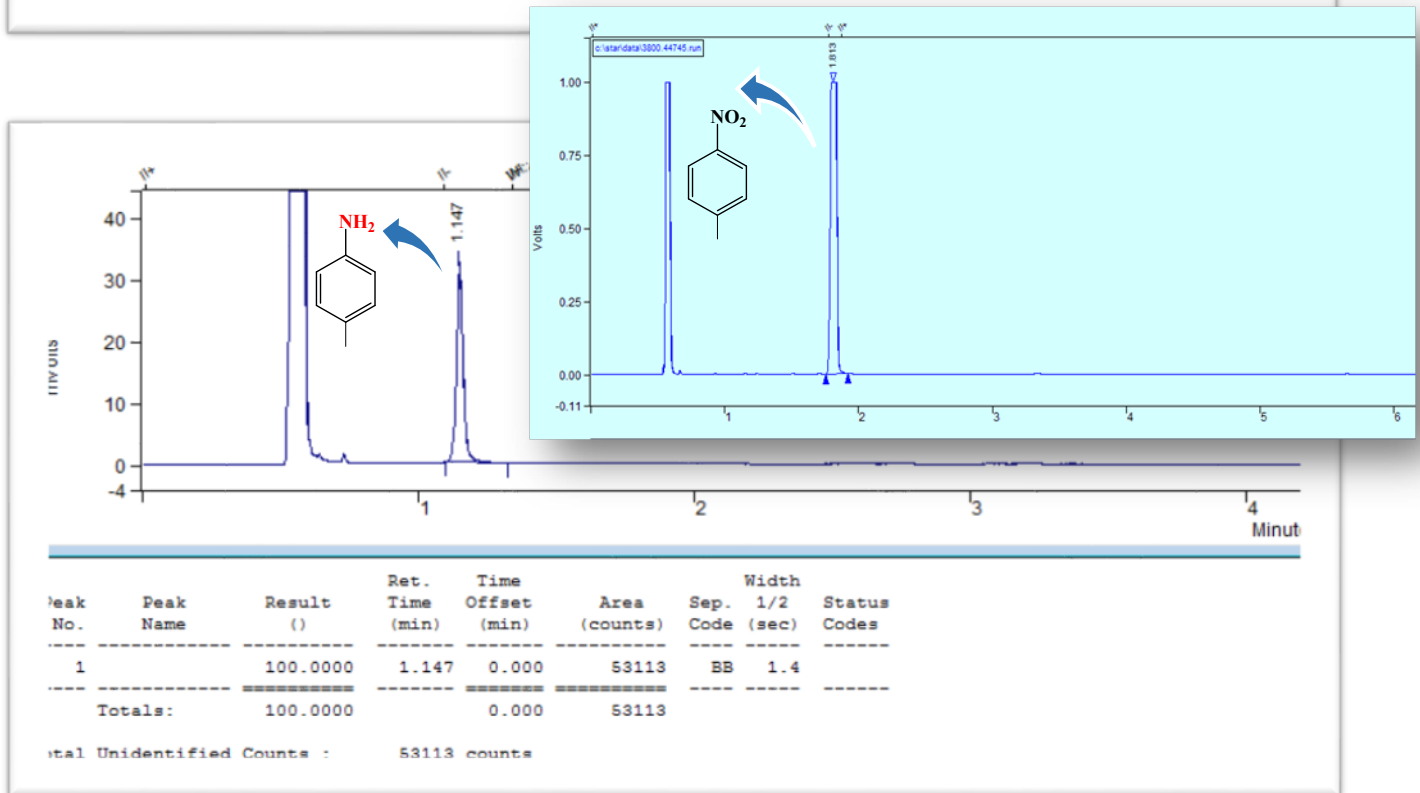 c:\star\data\3800.44745.run
1.813
1.00
0.75
0.50
0.25
0.00
-0.11
Volts
NO2
1
2
3
4
5
6
40
30
20
10
0
-4
NH2
1.147
1
2
3
4
Minut
Ret. Time Width
Peak Peak Result Time Offset Area Sep. 1/2 Status
No. Name () (min) (min) (counts) Code (sec) Codes
1 100.0000 1.147 0.000 53113 BB 1.4
Totals: 100.0000 0.000 53113
otal Unidentified Counts : 53113 counts